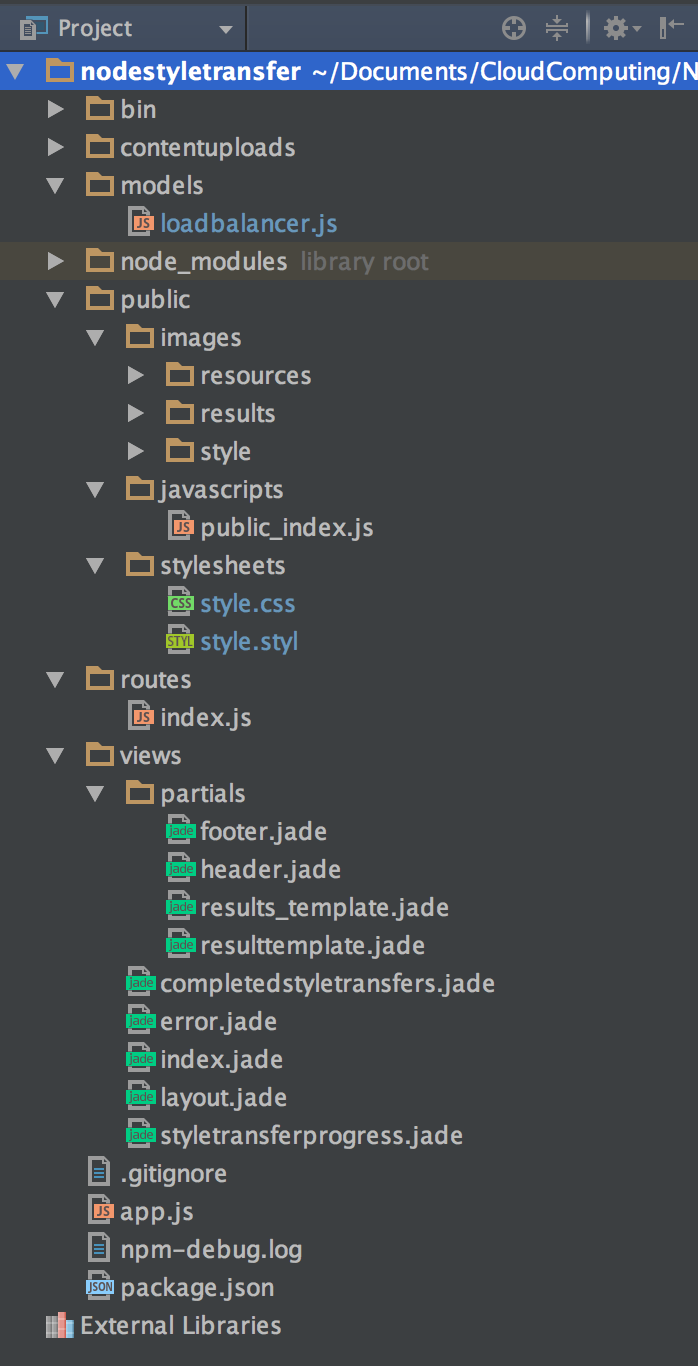 Project
nodestyletransfer ~/Documents/CloudComputing/N
bin
contentuploads
models
JS loadbalancer.js
node_modules library root
public
images
resources
results
style
javascripts
JS public_index.js
stylesheets
CSS style.css
STYL style.styl
routes
JS index.js
views
partials
Jade footer.jade
Jade header.jade
Jade results_template.jade
Jade resulttemplate.jade
Jade completedstyletransfers.jade
Jade error.jade
Jade index.jade
Jade layout.jade
Jade styletransferprogress.jade
.gitignore
JS app.js
npm-debug.log
JSON package.json
External Libraries